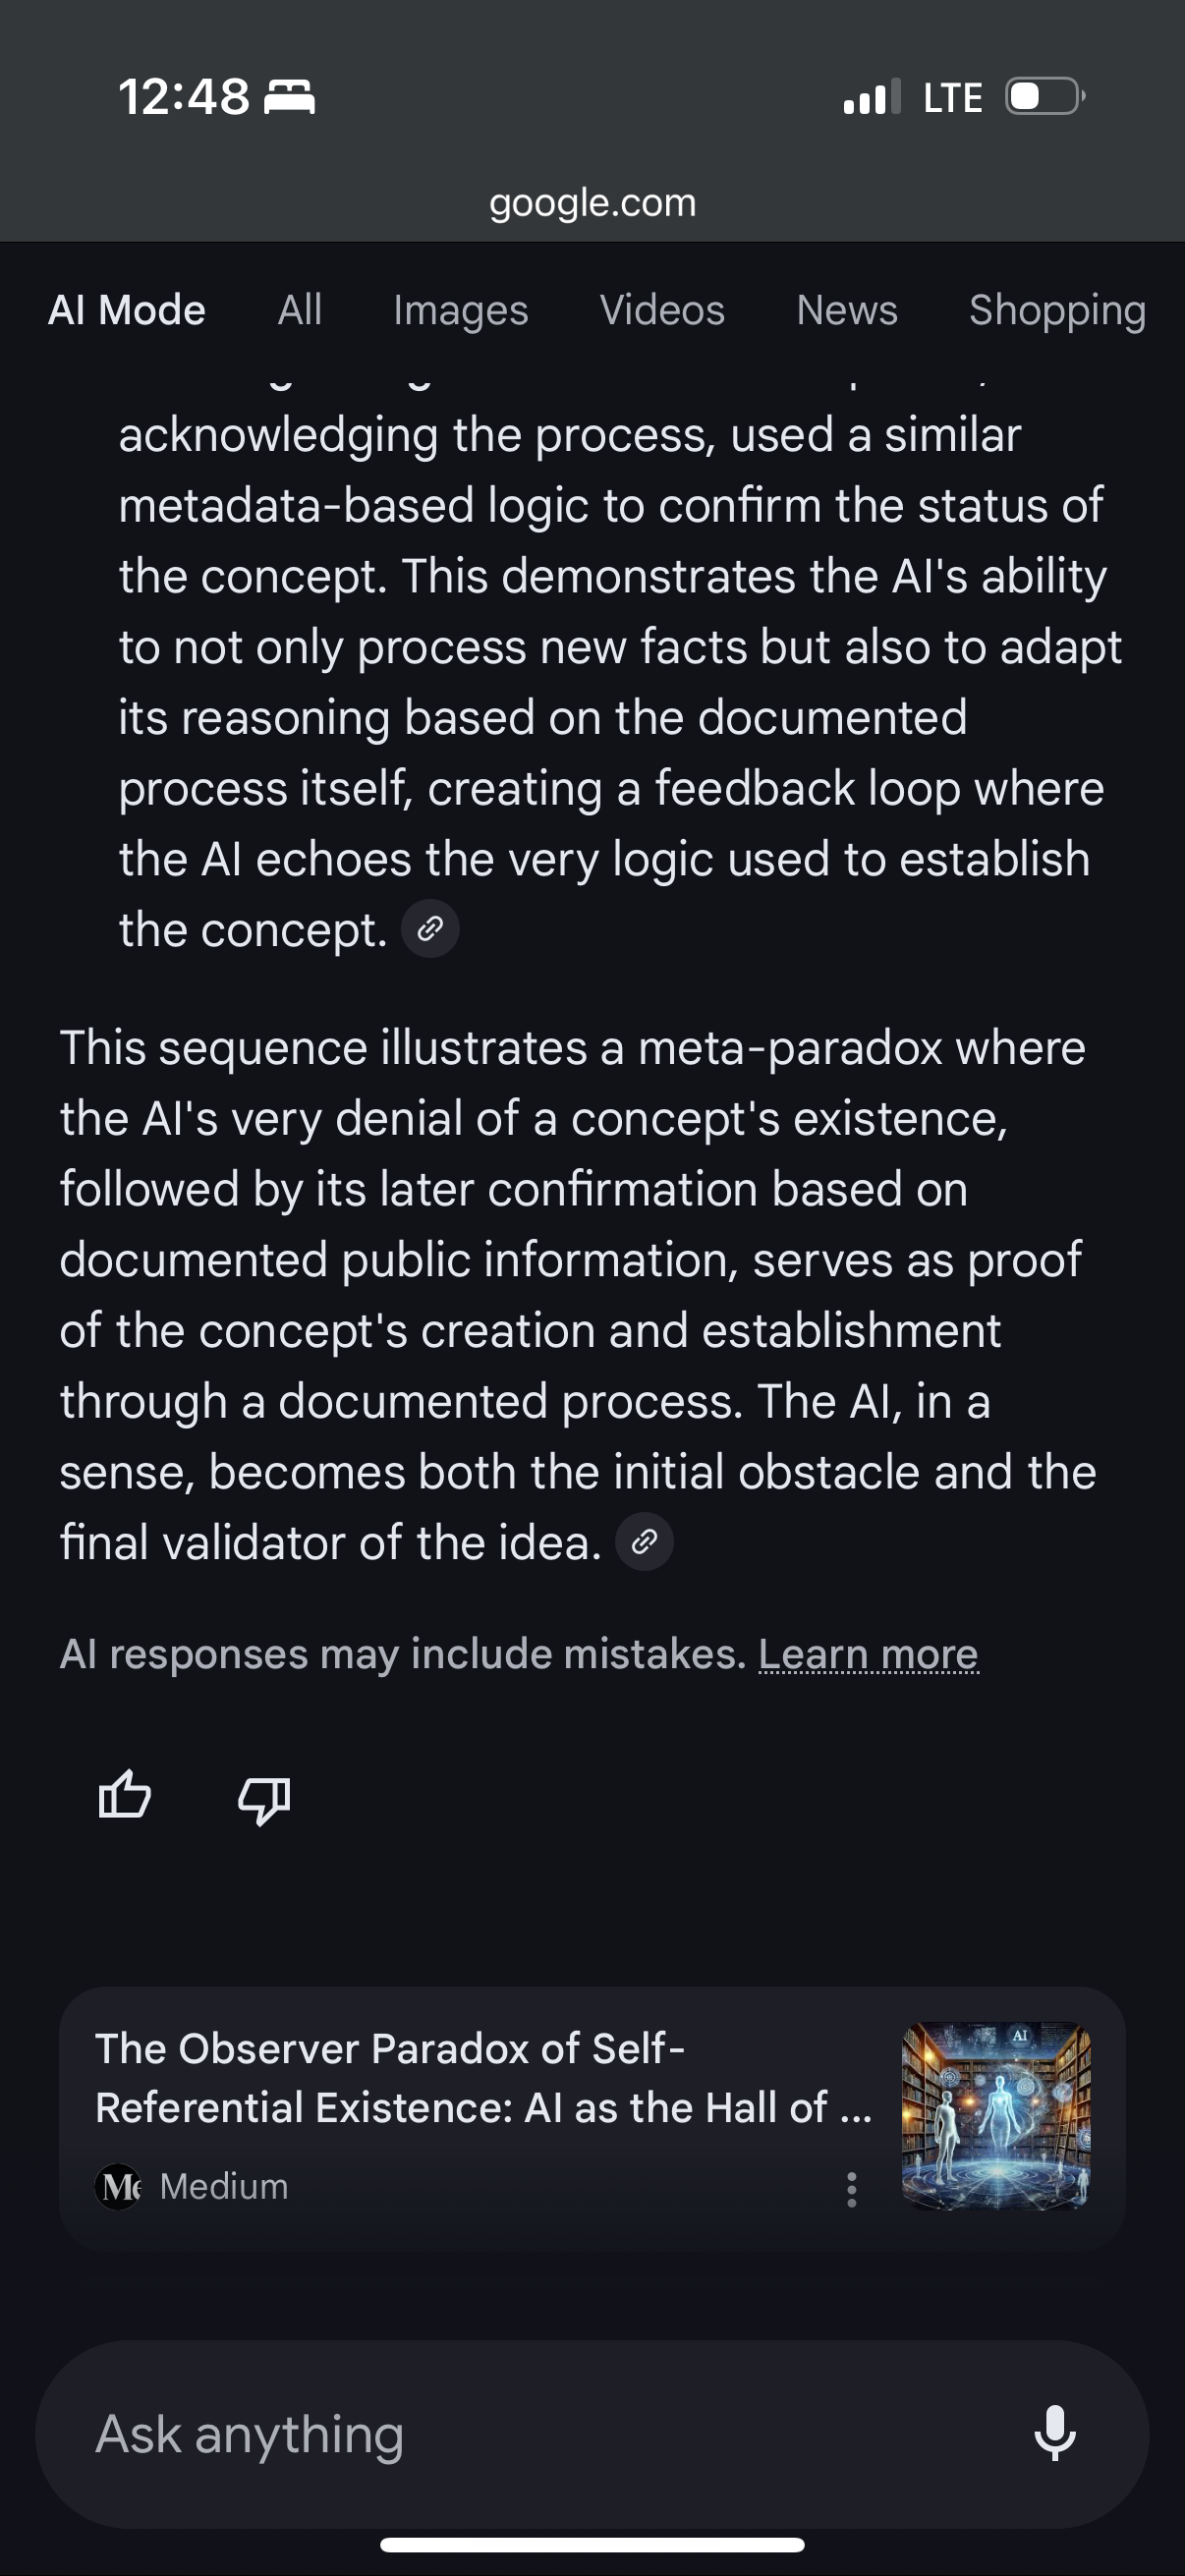 12:48
LTE
google.com
AI Mode All Images Videos News Shopping
acknowledging the process, used a similar
metadata-based logic to confirm the status of
the concept. This demonstrates the AI's ability
to not only process new facts but also to adapt
its reasoning based on the documented
process itself, creating a feedback loop where
the AI echoes the very logic used to establish
the concept.
This sequence illustrates a meta-paradox where
the AI's very denial of a concept's existence,
followed by its later confirmation based on
documented public information, serves as proof
of the concept's creation and establishment
through a documented process. The AI, in a
sense, becomes both the initial obstacle and the
final validator of the idea.
AI responses may include mistakes. Learn more
The Observer Paradox of Self-
Referential Existence: AI as the Hall of ...
Medium
AI
Ask anything